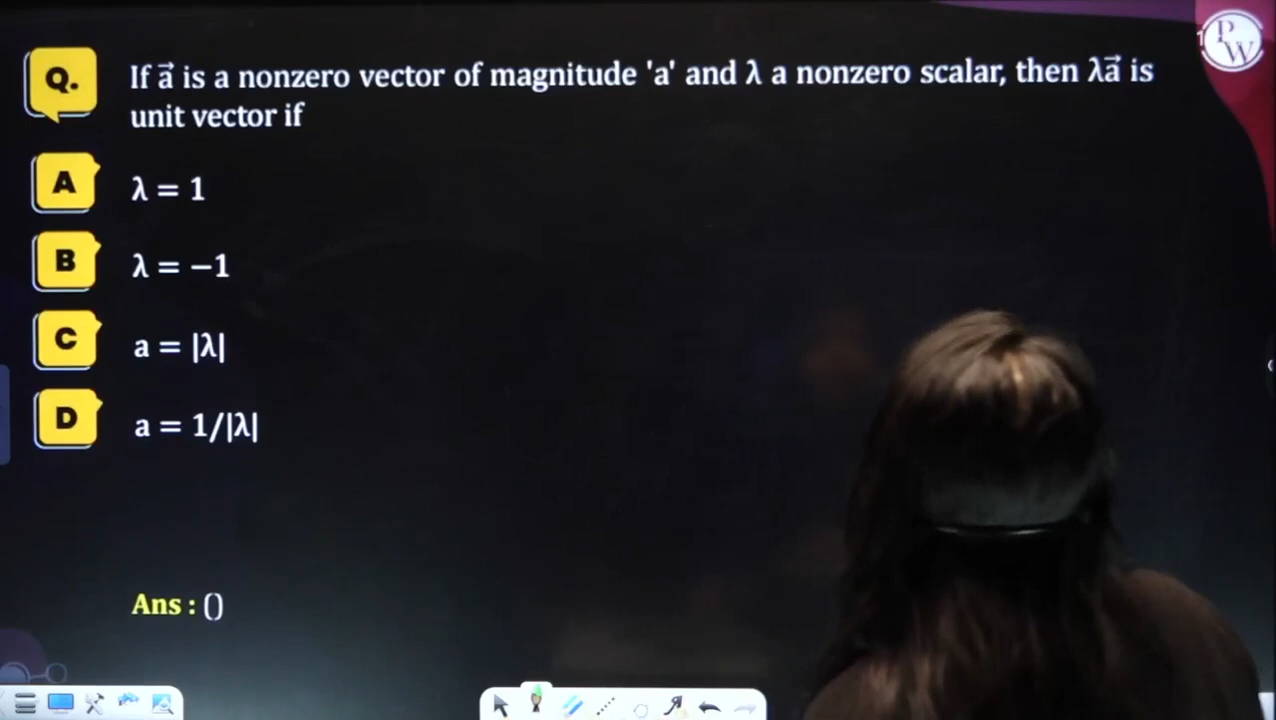 Q. If a⃗ is a nonzero vector of magnitude 'a' and λ a nonzero scalar, then λa⃗ is
unit vector if
A λ = 1
B λ = −1
C a = |λ|
D a = 1/|λ|
Ans : ()
P
W